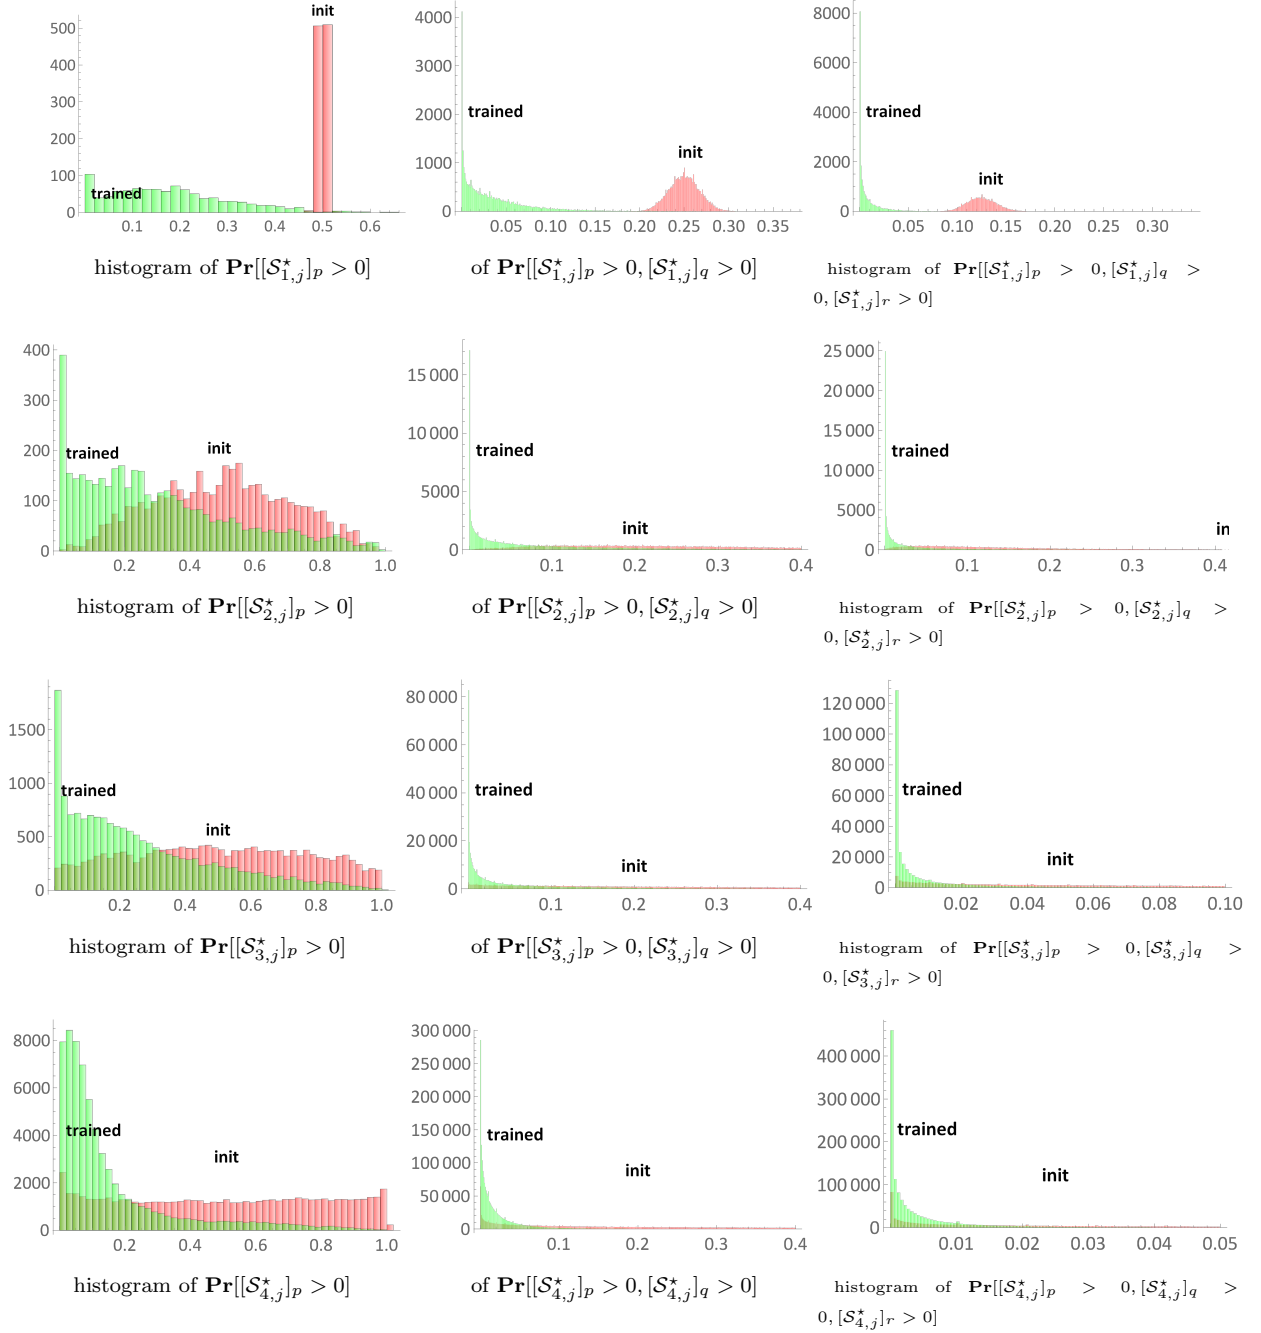 init
trained
500
400
300
200
100
0
0.1 0.2 0.3 0.4 0.5 0.6
histogram of Pr[[S⋆1,j]p > 0]
4000
3000
2000
1000
0
trained
init
0.05 0.10 0.15 0.20 0.25 0.30 0.35
of Pr[[S⋆1,j]p > 0, [S⋆1,j]q > 0]
8000
6000
4000
2000
0
trained
init
0.05 0.10 0.15 0.20 0.25 0.30
histogram of Pr[[S⋆1,j]p > 0, [S⋆1,j]q >
0, [S⋆1,j]r > 0]
400
300
200
100
0
trained
init
0.2 0.4 0.6 0.8 1.0
histogram of Pr[[S⋆2,j]p > 0]
15 000
10 000
5000
0
trained
init
0.1 0.2 0.3 0.4
of Pr[[S⋆2,j]p > 0, [S⋆2,j]q > 0]
25 000
20 000
15 000
10 000
5000
0
trained
in
0.1 0.2 0.3 0.4
histogram of Pr[[S⋆2,j]p > 0, [S⋆2,j]q >
0, [S⋆2,j]r > 0]
1500
1000
500
0
trained
init
0.2 0.4 0.6 0.8 1.0
histogram of Pr[[S⋆3,j]p > 0]
80 000
60 000
40 000
20 000
0
trained
init
0.1 0.2 0.3 0.4
of Pr[[S⋆3,j]p > 0, [S⋆3,j]q > 0]
120 000
100 000
80 000
60 000
40 000
20 000
0
trained
init
0.02 0.04 0.06 0.08 0.10
histogram of Pr[[S⋆3,j]p > 0, [S⋆3,j]q >
0, [S⋆3,j]r > 0]
8000
6000
4000
2000
0
trained
init
0.2 0.4 0.6 0.8 1.0
histogram of Pr[[S⋆4,j]p > 0]
300 000
250 000
200 000
150 000
100 000
50 000
0
trained
init
0.1 0.2 0.3 0.4
of Pr[[S⋆4,j]p > 0, [S⋆4,j]q > 0]
400 000
300 000
200 000
100 000
0
trained
init
0.01 0.02 0.03 0.04 0.05
histogram of Pr[[S⋆4,j]p > 0, [S⋆4,j]q >
0, [S⋆4,j]r > 0]